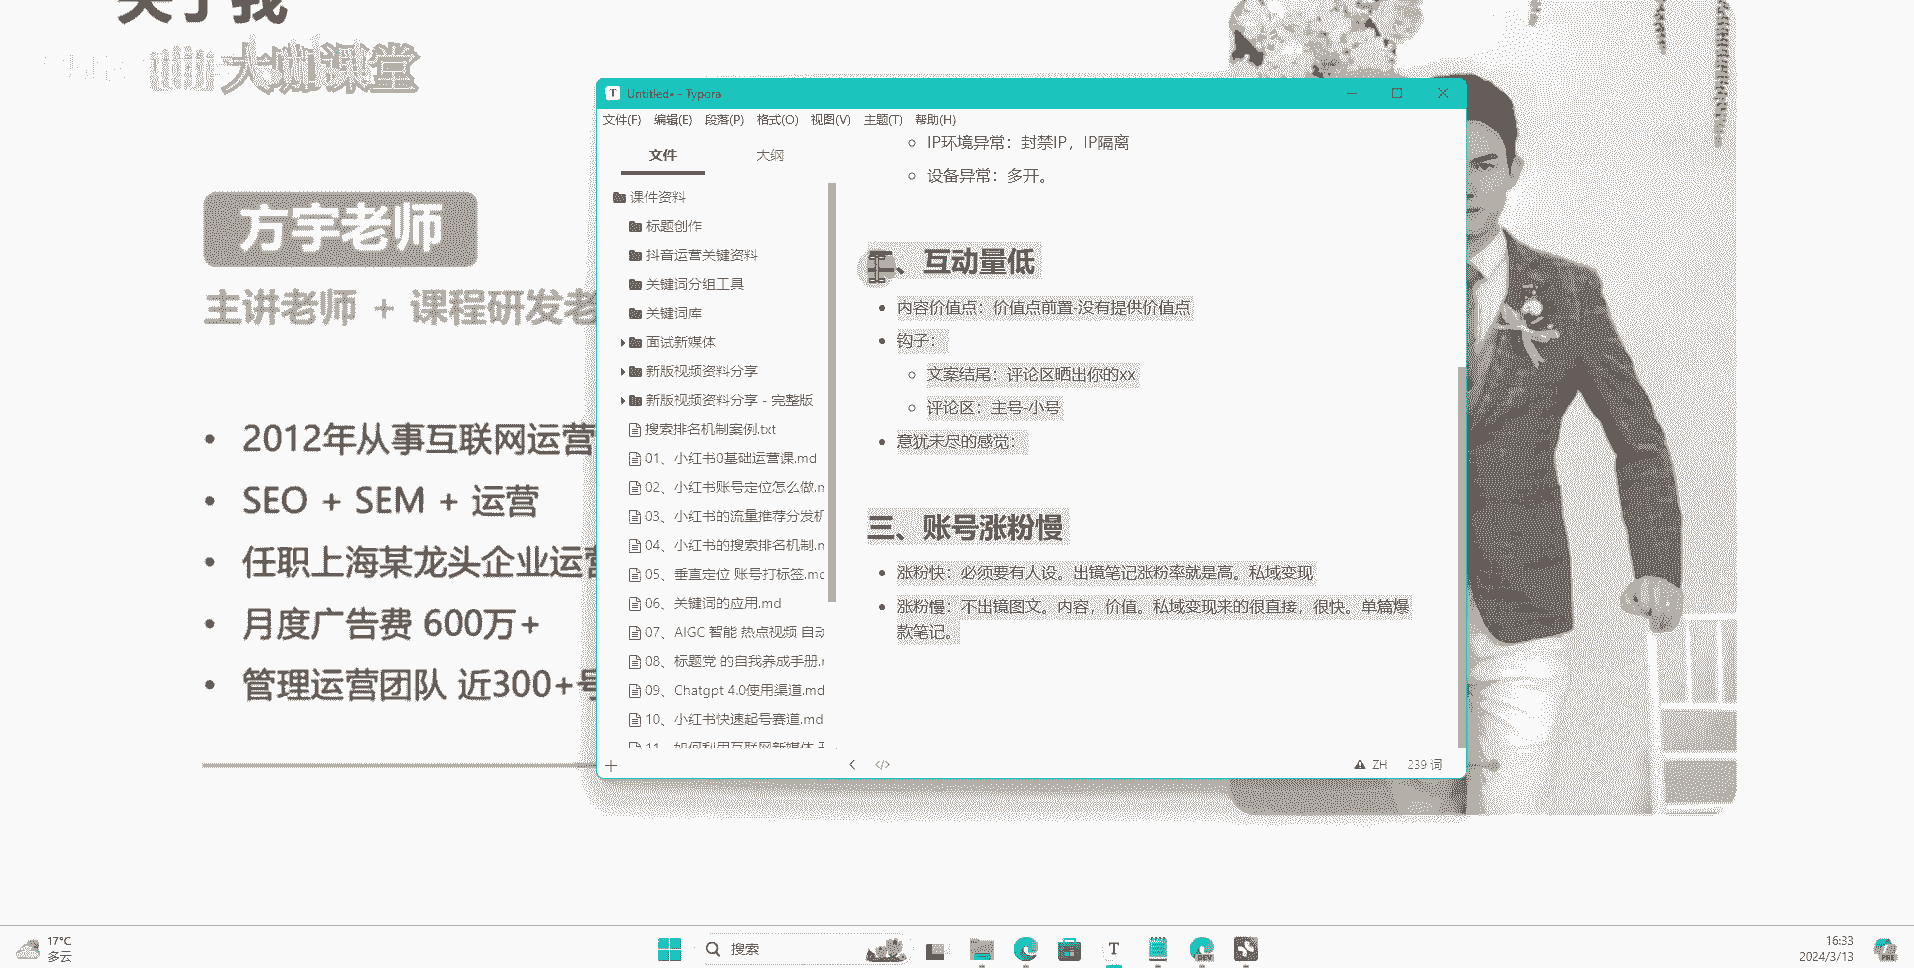 关于我
大咖课堂
方宇老师
主讲老师 + 课程研发老
2012年从事互联网运营
SEO + SEM + 运营
任职上海某龙头企业运营
月度广告费 600万+
管理运营团队 近300+号
Untitled• - Typora
文件(F) 编辑(E) 段落(P) 格式(O) 视图(V) 主题(T) 帮助(H)
文件 大纲
课件资料
标题创作
抖音运营关键资料
关键词分组工具
关键词库
面试新媒体
新版视频资料分享
新版视频资料分享 - 完整版
搜索排名机制案例.txt
01、小红书0基础运营课.md
02、小红书账号定位怎么做.m
03、小红书的流量推荐分发机
04、小红书的搜索排名机制.m
05、垂直定位 账号打标签.md
06、关键词的应用.md
07、AIGC 智能 热点视频 自动
08、标题党 的自我养成手册.m
09、Chatgpt 4.0使用渠道.md
10、小红书快速起号赛道.md
11、如何利用互联网新媒体
IP环境异常：封禁IP，IP隔离
设备异常：多开。
二、互动量低
内容价值点：价值点前置-没有提供价值点
钩子：
文案结尾：评论区晒出你的xx
评论区：主号-小号
意犹未尽的感觉：
三、账号涨粉慢
涨粉快：必须要有人设。出镜笔记涨粉率就是高。私域变现
涨粉慢：不出镜图文。内容，价值。私域变现来的很直接，很快。单篇爆
款笔记。
ZH 239 词
17°C
多云
搜索
16:33
2024/3/13